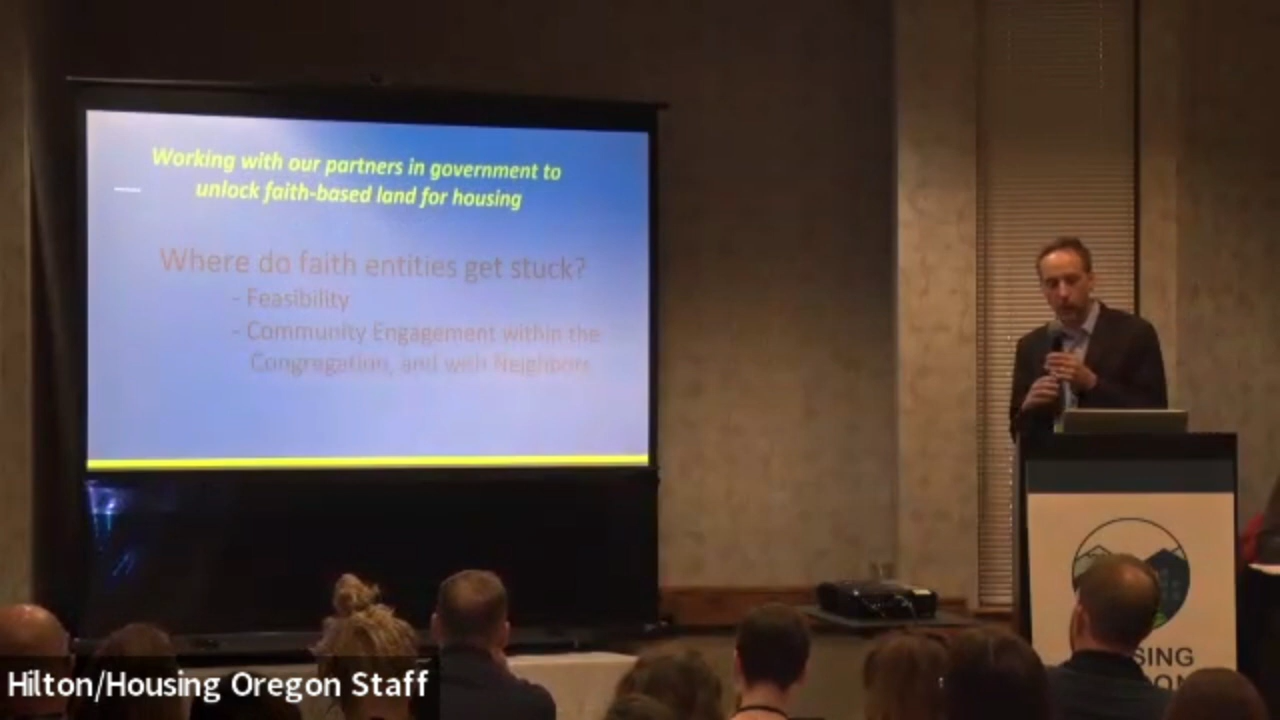 Working with our partners in government to
unlock faith-based land for housing
Where do faith entities get stuck?
- Feasibility
- Community Engagement within the
Congregation, and with Neighbors
SING
Hilton/Housing Oregon Staff